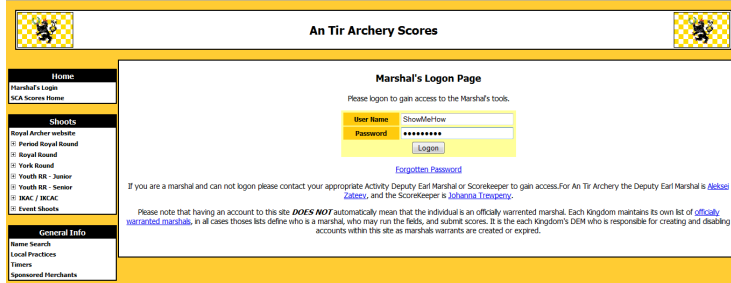 An Tir Archery Scores
Home
Marshal's Login
SCA Scores Home
Shoots
Royal Archer website
Period Royal Round
Royal Round
York Round
Youth RR - Junior
Youth RR - Senior
IKAC / IKCAC
Event Shoots
General Info
Name Search
Local Practices
Timers
Sponsored Merchants
Marshal's Logon Page
Please logon to gain access to the Marshal's tools.
User Name ShowMeHow
Password •••••••••
Logon
Forgotten Password
If you are a marshal and can not logon please contact your appropriate Activity Deputy Earl Marshal or Scorekeeper to gain access.For An Tir Archery the Deputy Earl Marshal is Aleksei
Zateev, and the ScoreKeeper is Johanna Trewpeny.
Please note that having an account to this site DOES NOT automatically mean that the individual is an officially warrented marshal. Each Kingdom maintains its own list of officially
warranted marshals, in all cases thoses lists define who is a marshal, who may run the fields, and submit scores. It is the each Kingdom's DEM who is responsible for creating and disabling
accounts within this site as marshals warrants are created or expired.